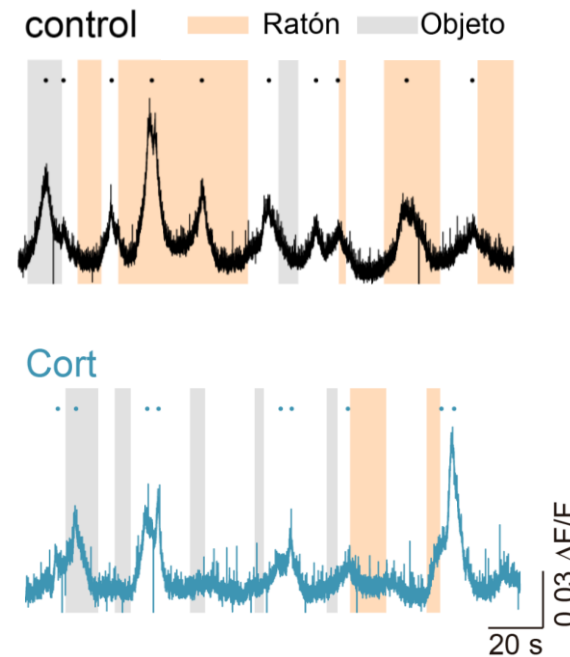 control
Ratón
Objeto
Cort
0.03 ΔF/F
20 s